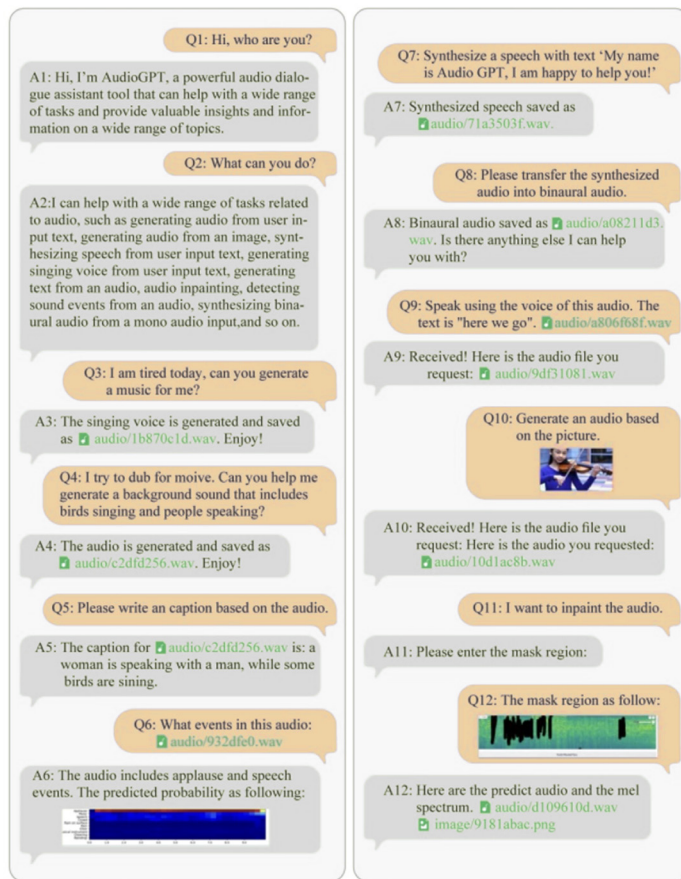 Q1: Hi, who are you?
A1: Hi, I'm AudioGPT, a powerful audio dialo-
gue assistant tool that can help with a wide range
of tasks and provide valuable insights and infor-
mation on a wide range of topics.
Q2: What can you do?
A2:I can help with a wide range of tasks related
to audio, such as generating audio from user in-
put text, generating audio from an image, synt-
hesizing speech from user input text, generating
singing voice from user input text, generating
text from an audio, audio inpainting, detecting
sound events from an audio, synthesizing bina-
ural audio from a mono audio input,and so on.
Q3: I am tired today, can you generate
a music for me?
A3: The singing voice is generated and saved
as audio/1b870c1d.wav. Enjoy!
Q4: I try to dub for moive. Can you help me
generate a background sound that includes
birds singing and people speaking?
A4: The audio is generated and saved as
audio/c2dfd256.wav. Enjoy!
Q5: Please write an caption based on the audio.
A5: The caption for audio/c2dfd256.wav is: a
woman is speaking with a man, while some
birds are sining.
Q6: What events in this audio:
audio/932dfe0.wav
A6: The audio includes applause and speech
events. The predicted probability as following:
Q7: Synthesize a speech with text ‘My name
is Audio GPT, I am happy to help you!’
A7: Synthesized speech saved as
audio/71a3503f.wav.
Q8: Please transfer the synthesized
audio into binaural audio.
A8: Binaural audio saved as audio/a08211d3.
wav. Is there anything else I can help
you with?
Q9: Speak using the voice of this audio. The
text is "here we go". audio/a806f68f.wav
A9: Received! Here is the audio file you
request: audio/9df31081.wav
Q10: Generate an audio based
on the picture.
A10: Received! Here is the audio file you
request: Here is the audio you requested:
audio/10d1ac8b.wav
Q11: I want to inpaint the audio.
A11: Please enter the mask region:
Q12: The mask region as follow:
A12: Here are the predict audio and the mel
spectrum. audio/d109610d.wav
image/9181abac.png